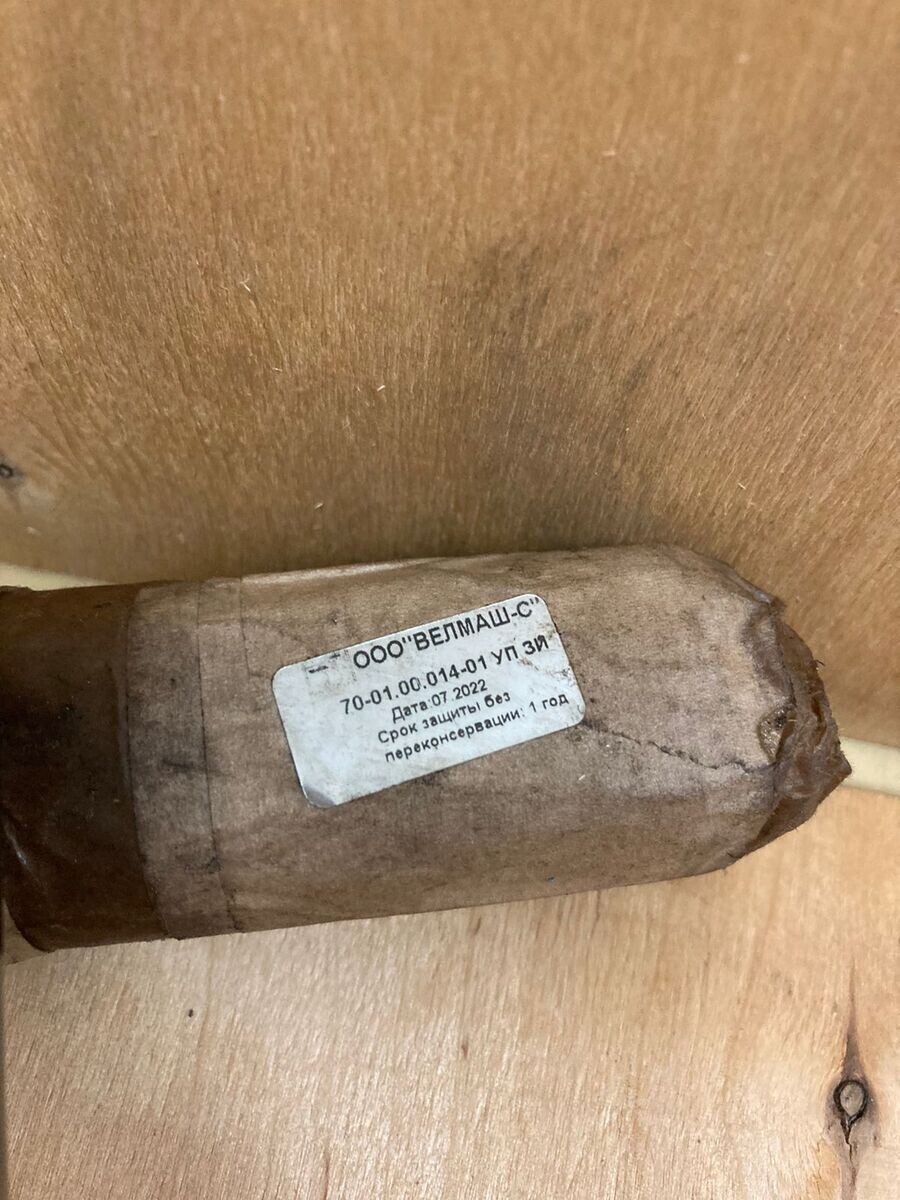 ООО"ВЕЛМАШ-С"
70-01.00.014-01 УП ЗИ
Дата:07.2022
Срок защиты без
переконсервации: 1 год